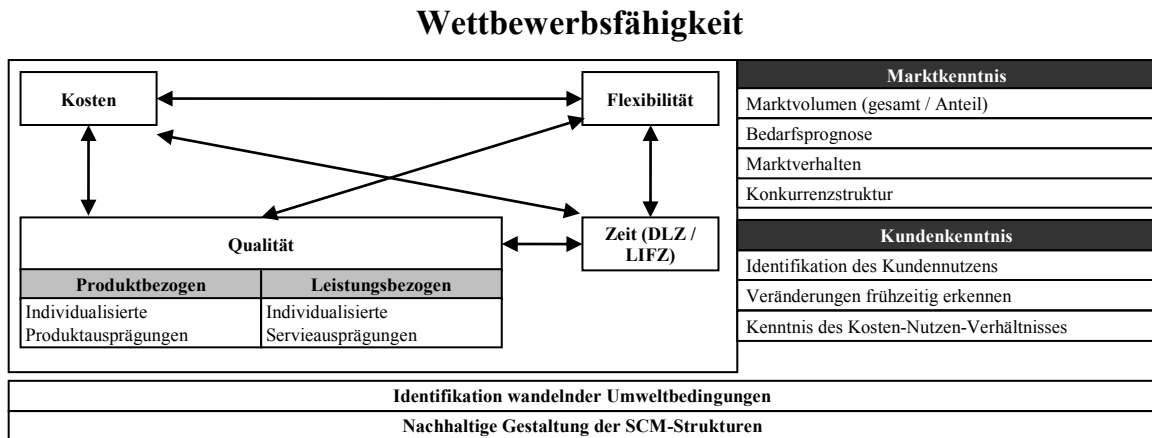 Wettbewerbsfähigkeit
Kosten
Flexibilität
Qualität
Zeit (DLZ /
LIFZ)
Produktbezogen
Leistungsbezogen
Individualisierte
Produktausprägungen
Individualisierte
Servieausprägungen
Marktkenntnis
Marktvolumen (gesamt / Anteil)
Bedarfsprognose
Marktverhalten
Konkurrenzstruktur
Kundenkenntnis
Identifikation des Kundennutzens
Veränderungen frühzeitig erkennen
Kenntnis des Kosten-Nutzen-Verhältnisses
Identifikation wandelnder Umweltbedingungen
Nachhaltige Gestaltung der SCM-Strukturen